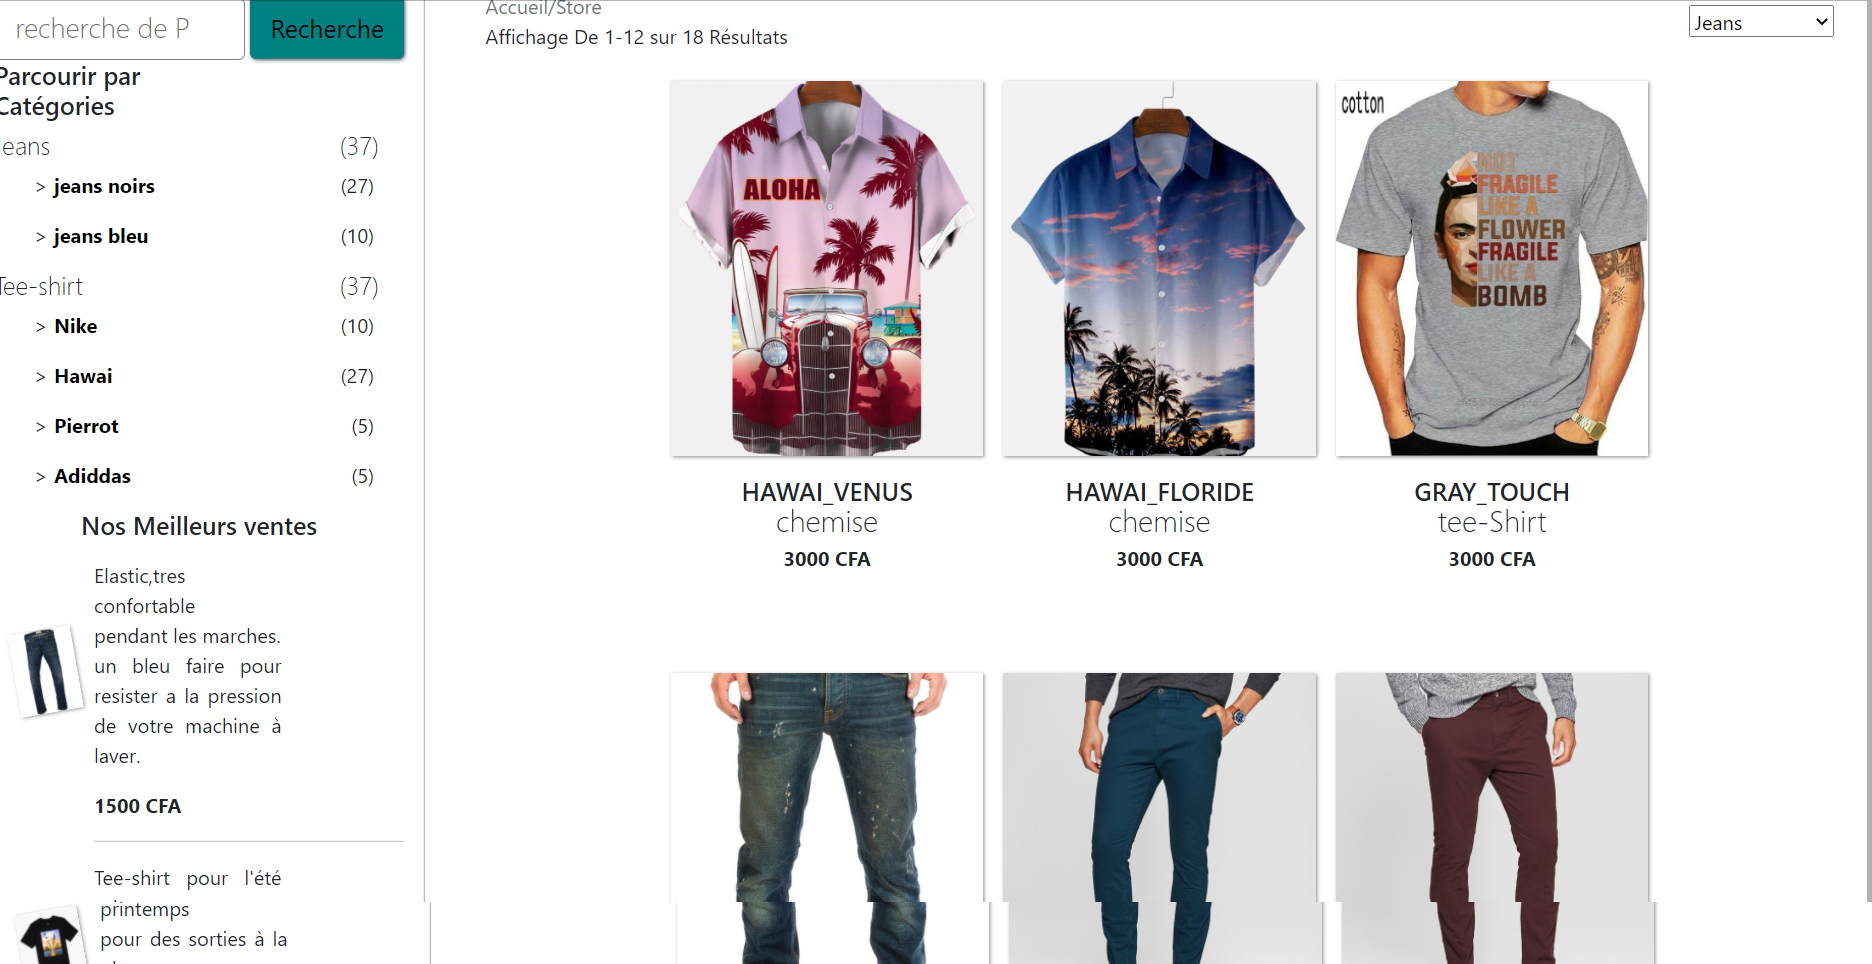 recherche de P
Recherche
Parcourir par
Catégories
Jeans (37)
> jeans noirs (27)
> jeans bleu (10)
Tee-shirt (37)
> Nike (10)
> Hawai (27)
> Pierrot (5)
> Adiddas (5)
Nos Meilleurs ventes
Elastic,tres
confortable
pendant les marches.
un bleu faire pour
resister a la pression
de votre machine à
laver.
1500 CFA
Tee-shirt pour l'été
printemps
pour des sorties à la
Accueil/Store
Affichage De 1-12 sur 18 Résultats
Jeans
ALOHA
cotton
NOT
FRAGILE
LIKE A
FLOWER
FRAGILE
LIKE A
BOMB
HAWAI_VENUS
chemise
3000 CFA
HAWAI_FLORIDE
chemise
3000 CFA
GRAY_TOUCH
tee-Shirt
3000 CFA